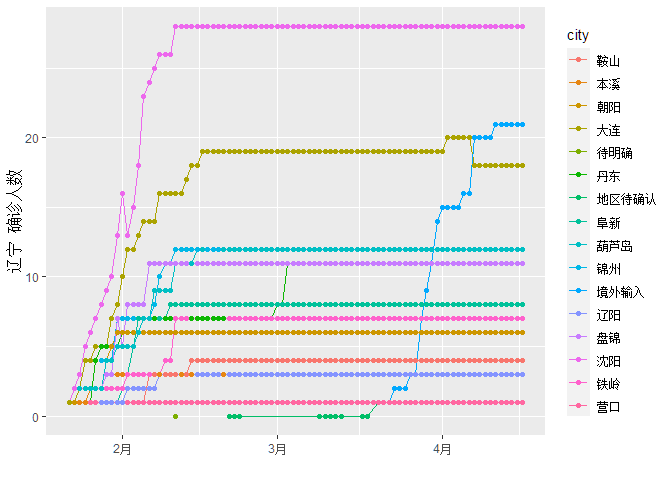 city
鞍山
本溪
朝阳
大连
待明确
丹东
地区待确认
阜新
葫芦岛
锦州
境外输入
辽阳
盘锦
沈阳
铁岭
营口
辽宁 确诊人数
20
10
0
2月
3月
4月